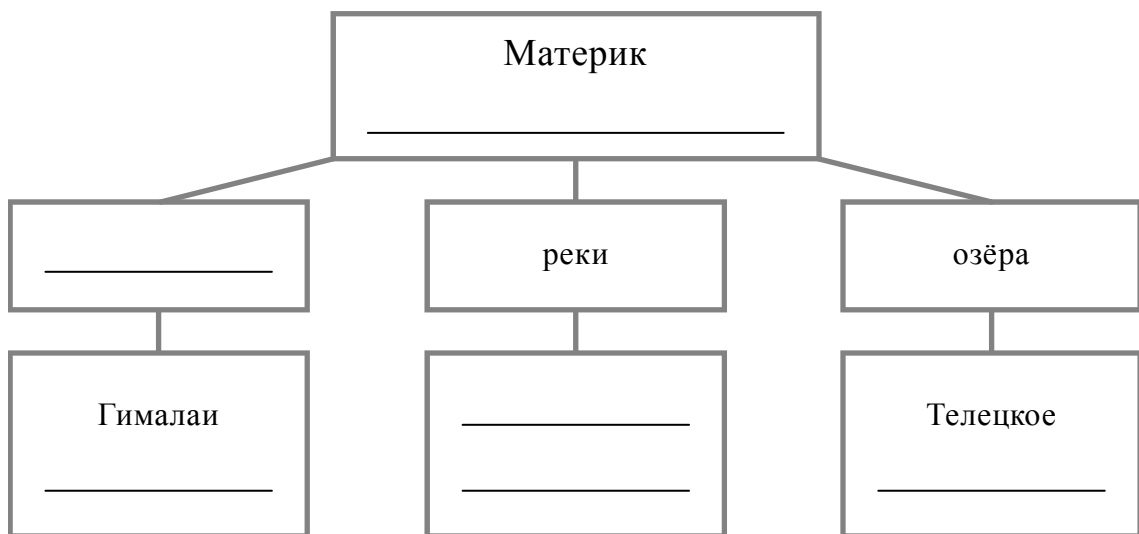 Материк
реки
озёра
Гималаи
Телецкое